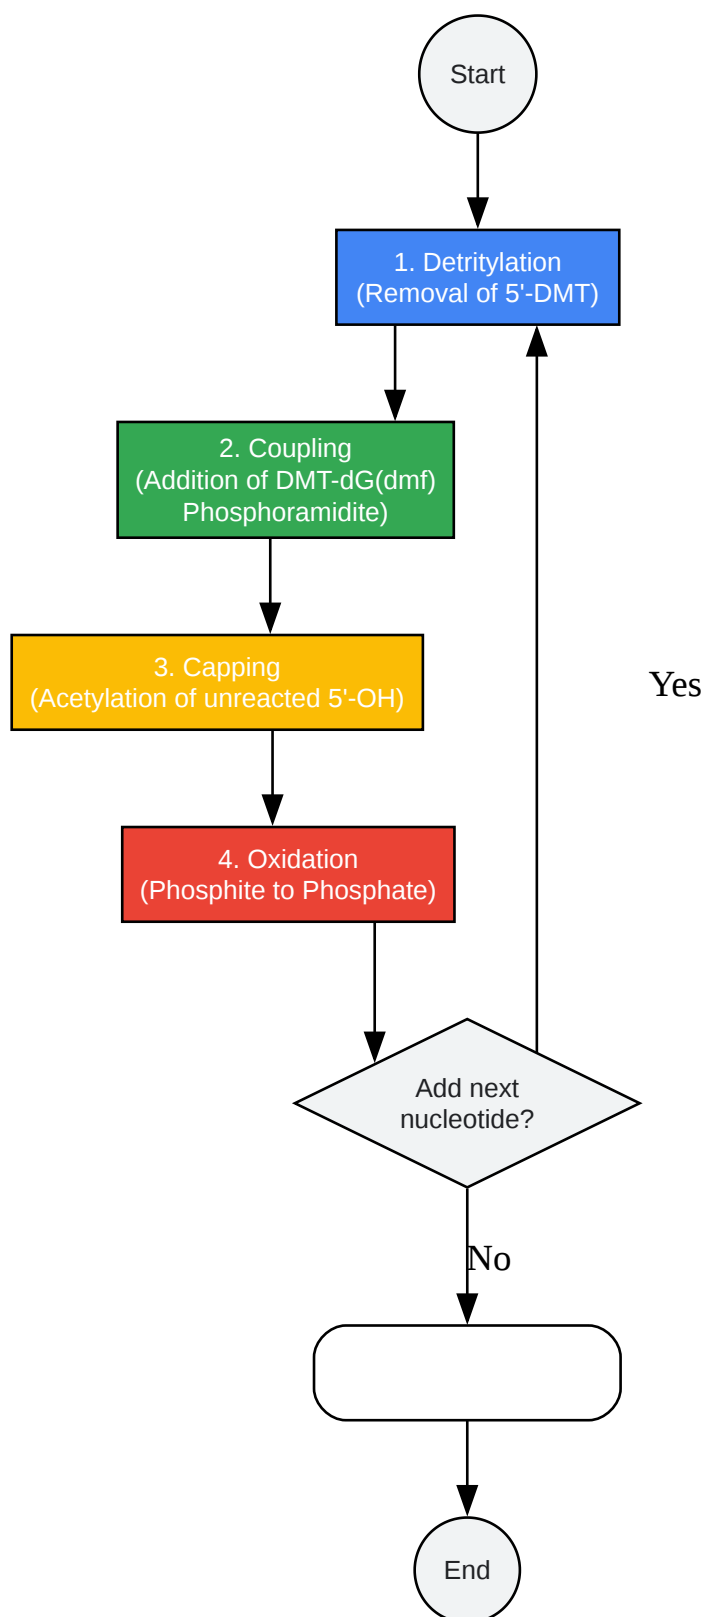 Start
1. Detritylation
(Removal of 5'-DMT)
2. Coupling
(Addition of DMT-dG(dmf)
Phosphoramidite)
3. Capping
(Acetylation of unreacted 5'-OH)
Yes
4. Oxidation
(Phosphite to Phosphate)
Add next
nucleotide?
No
End